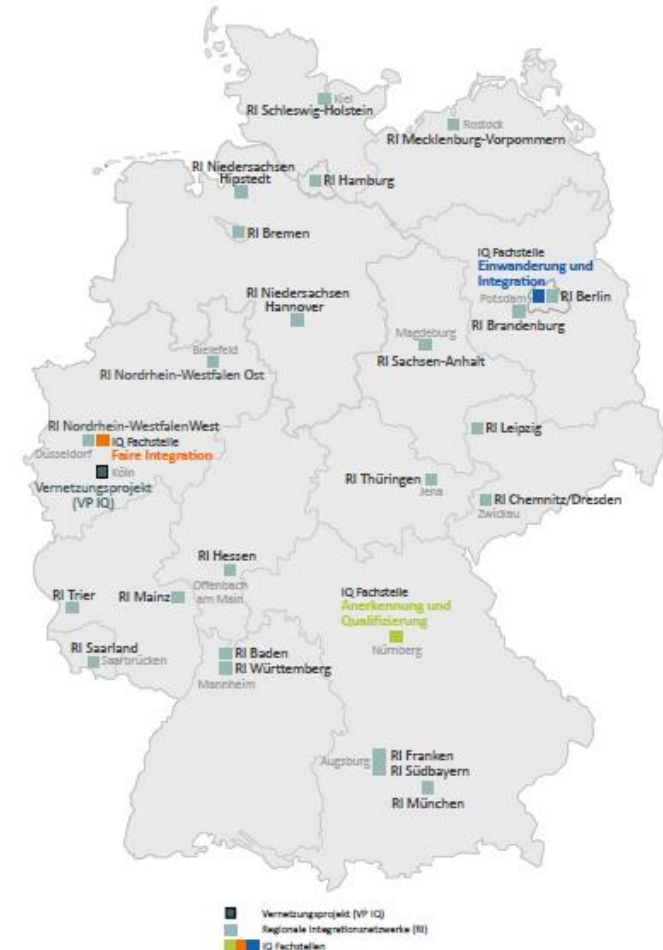 Kiel
RI Schleswig-Holstein
Rostock
RI Mecklenburg-Vorpommern
RI Niedersachsen
Hipstedt
RI Hamburg
RI Bremen
IQ Fachstelle
Einwanderung und
Integration
Potsdam
RI Berlin
RI Brandenburg
RI Niedersachsen
Hannover
Magdeburg
RI Sachsen-Anhalt
Bielefeld
RI Nordrhein-Westfalen Ost
RI Nordrhein-WestfalenWest
IQ Fachstelle
Düsseldorf
Faire Integration
Köln
Vernetzungsprojekt
(VP IQ)
RI Leipzig
RI Thüringen
Jena
RI Chemnitz/Dresden
Zwickau
RI Hessen
Offenbach
am Main
RI Trier
RI Mainz
IQ Fachstelle
Anerkennung und
Qualifizierung
Nürnberg
RI Saarland
Saarbrücken
RI Baden
RI Württemberg
Mannheim
Augsburg
RI Franken
RI Südbayern
RI München
Vernetzungsprojekt (VP IQ)
Regionale Integrationsnetzwerke (RI)
IQ Fachstellen